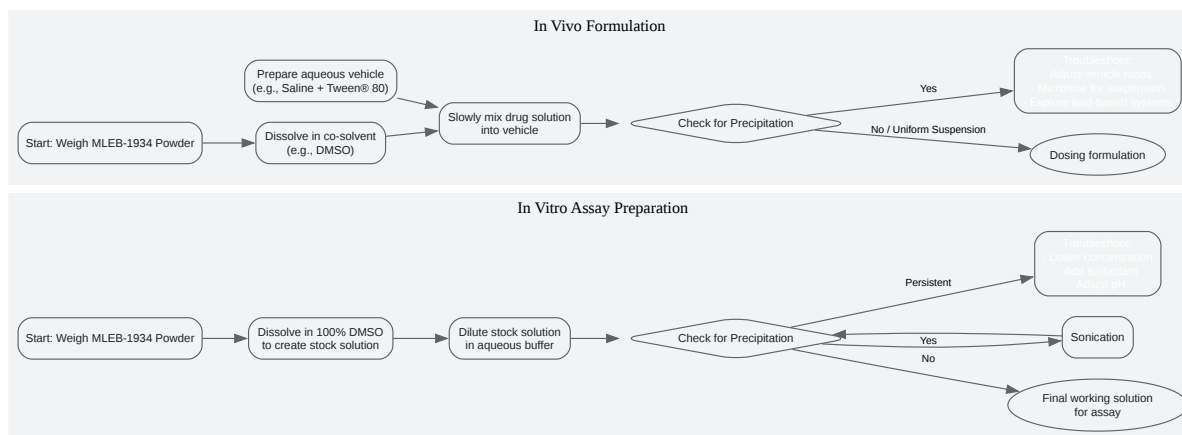 In Vivo Formulation
Prepare aqueous vehicle
(e.g., Saline + Tween® 80)
Start: Weigh MLEB-1934 Powder
Dissolve in co-solvent
(e.g., DMSO)
Slowly mix drug solution
into vehicle
Check for Precipitation
Yes
No / Uniform Suspension
Troubleshoot:
- Adjust vehicle ratios
- Micronize for suspension
- Explore lipid-based systems
Dosing formulation
In Vitro Assay Preparation
Start: Weigh MLEB-1934 Powder
Dissolve in 100% DMSO
to create stock solution
Dilute stock solution
in aqueous buffer
Check for Precipitation
Persistent
Yes
No
Troubleshoot:
- Lower concentration
- Add surfactant
- Adjust pH
Sonication
Final working solution
for assay